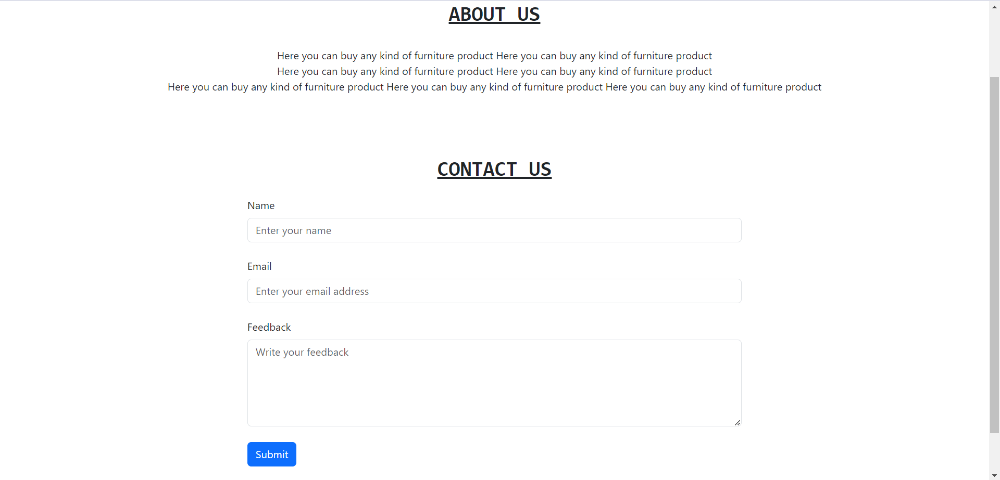 ABOUT US
Here you can buy any kind of furniture product Here you can buy any kind of furniture product
Here you can buy any kind of furniture product Here you can buy any kind of furniture product
Here you can buy any kind of furniture product Here you can buy any kind of furniture product Here you can buy any kind of furniture product
CONTACT US
Name
Enter your name
Email
Enter your email address
Feedback
Write your feedback
Submit